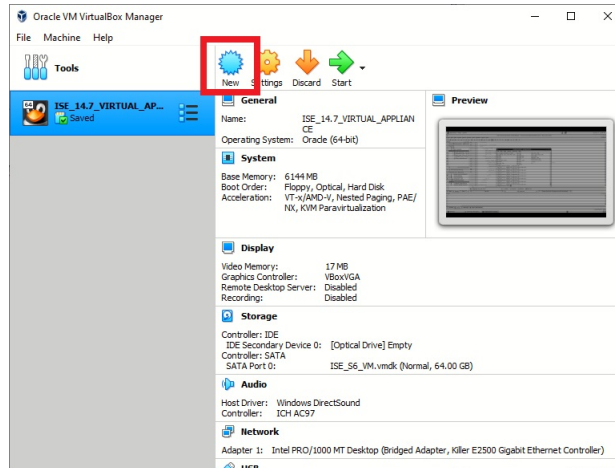 Oracle VM VirtualBox Manager
File Machine Help
Tools
New Settings Discard Start
64 ISE_14.7_VIRTUAL_AP...
Saved
General
Name: ISE_14.7_VIRTUAL_APPLIAN
CE
Operating System: Oracle (64-bit)
Preview
System
Base Memory: 6144 MB
Boot Order: Floppy, Optical, Hard Disk
Acceleration: VT-x/AMD-V, Nested Paging, PAE/
NX, KVM Paravirtualization
Display
Video Memory: 17 MB
Graphics Controller: VBoxVGA
Remote Desktop Server: Disabled
Recording: Disabled
Storage
Controller: IDE
IDE Secondary Device 0: [Optical Drive] Empty
Controller: SATA
SATA Port 0: ISE_S6_VM.vmdk (Normal, 64.00 GB)
Audio
Host Driver: Windows DirectSound
Controller: ICH AC97
Network
Adapter 1: Intel PRO/1000 MT Desktop (Bridged Adapter, Killer E2500 Gigabit Ethernet Controller)